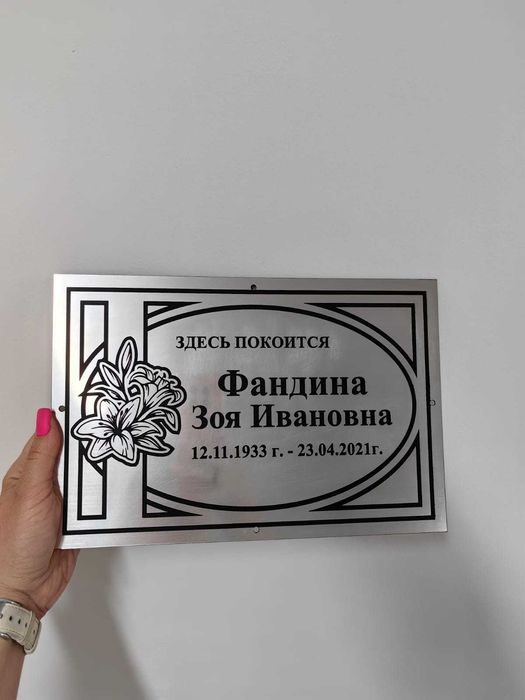 ЗДЕСЬ ПОКОИТСЯ
Фандина
Зоя Ивановна
12.11.1933 г. - 23.04.2021г.